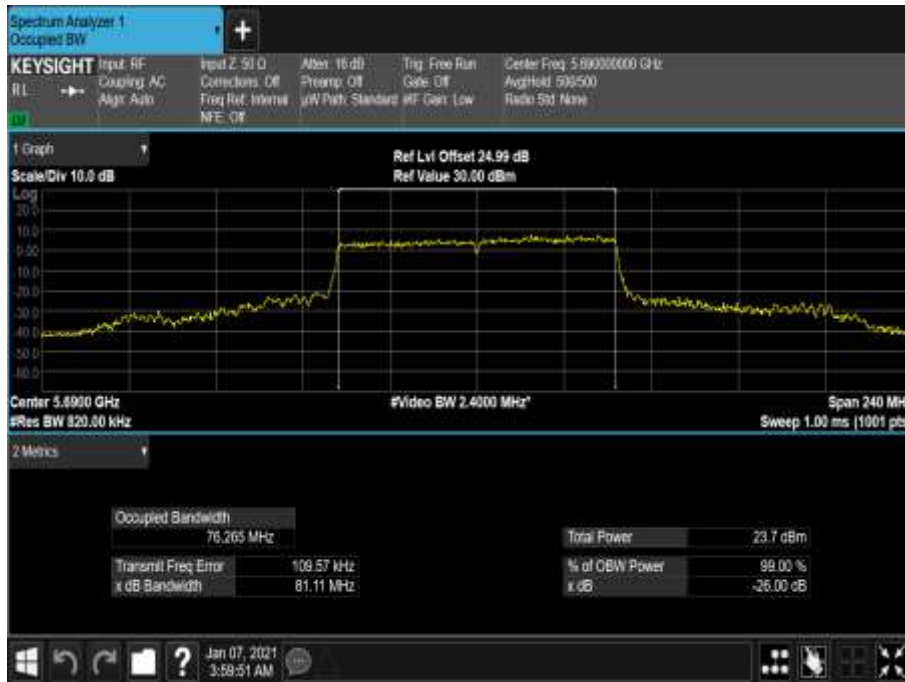 Spectrum Analyzer 1
Occupied BW
+
KEYSIGHT Input: RF Input Z: 50 Ω Atten: 16 dB Trig: Free Run Center Freq: 5.690000000 GHz
RL Coupling: AC Corrections: Off Preamp: Off Gate: Off Avg|Hold: 500/500
Align: Auto Freq Ref: Internal µW Path: Standard #IF Gain: Low Radio Std: None
NFE: Off
1 Graph Ref Lvl Offset 24.99 dB
Scale/Div 10.0 dB Ref Value 30.00 dBm
Log
20.0
10.0
0.00
-10.0
-20.0
-30.0
-40.0
-50.0
-60.0
Center 5.6900 GHz #Video BW 2.4000 MHz* Span 240 MH
#Res BW 820.00 kHz Sweep 1.00 ms (1001 pts
2 Metrics
Occupied Bandwidth
76.265 MHz Total Power 23.7 dBm
Transmit Freq Error 109.57 kHz % of OBW Power 99.00 %
x dB Bandwidth 81.11 MHz x dB -26.00 dB
? Jan 07, 2021
3:59:51 AM